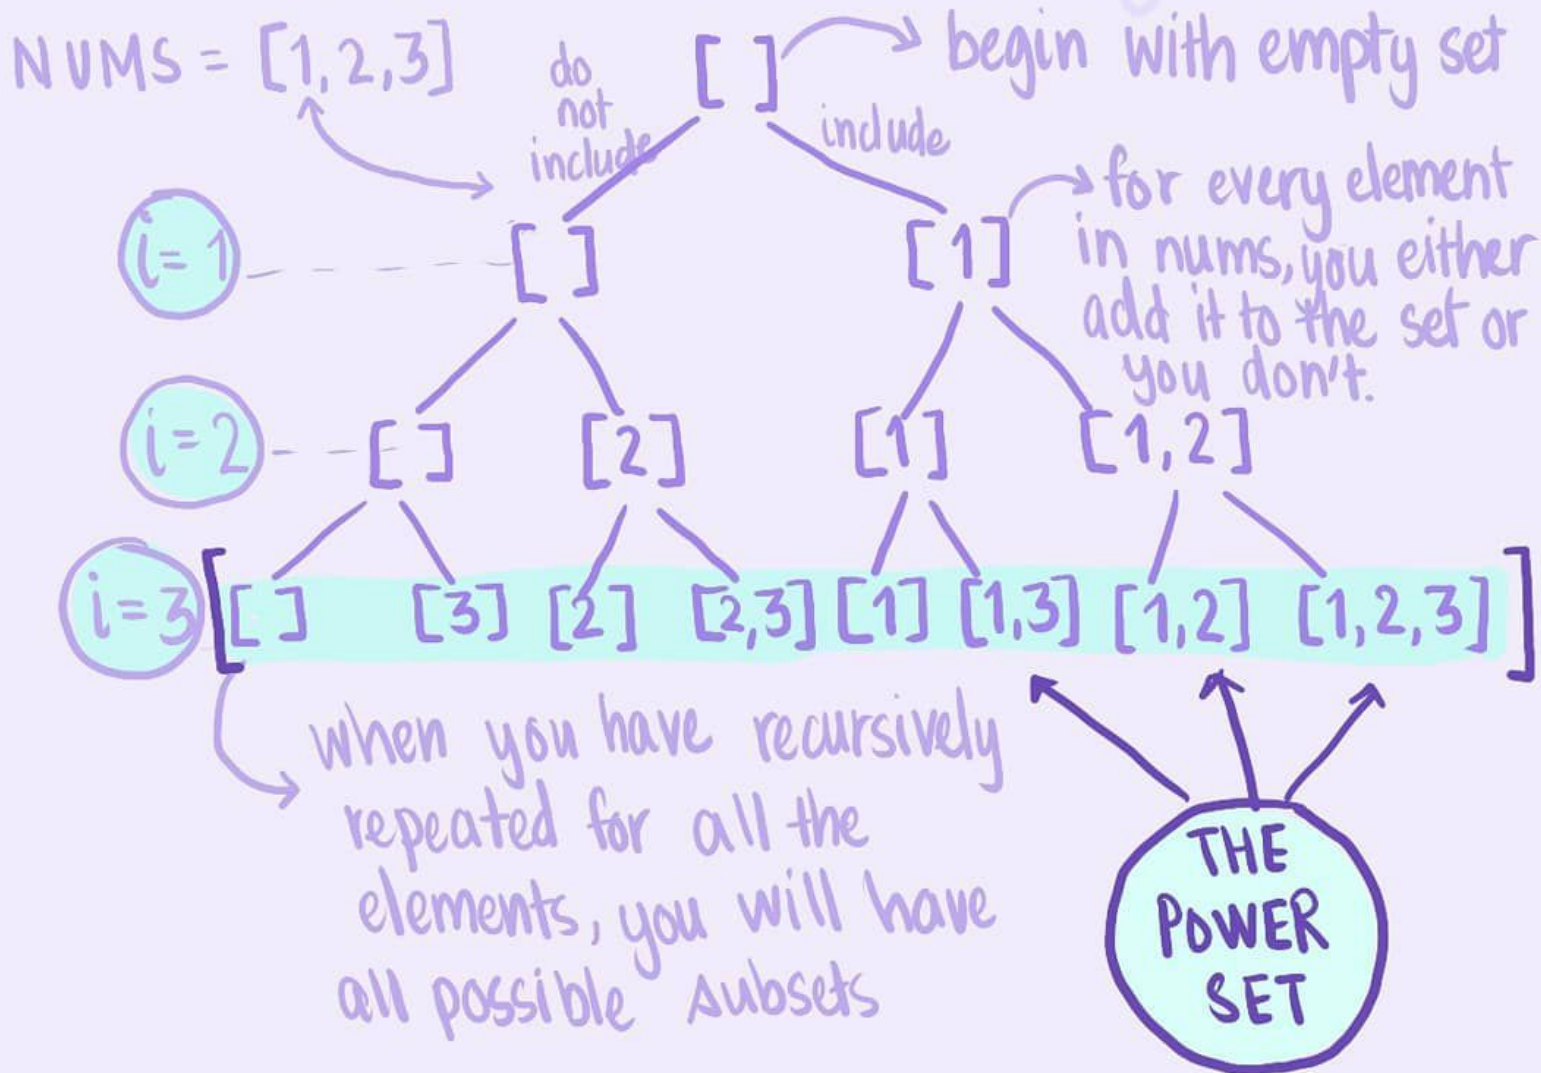 NUMS = [1,2,3]
[ ]
begin with empty set
do
not
include
include
i=1
[ ]
[1]
for every element
in nums, you either
add it to the set or
you don't.
i=2
[ ]
[2]
[1]
[1,2]
i=3
[[ ] [3] [2] [2,3] [1] [1,3] [1,2] [1,2,3]]
when you have recursively
repeated for all the
elements, you will have
all possible subsets
THE
POWER
SET